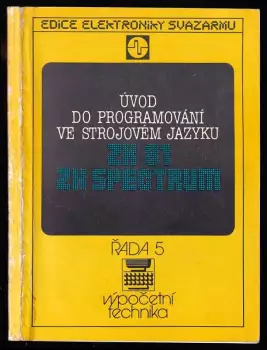 EDICE ELEKTRONIKY SVAZARMU
ÚVOD
DO PROGRAMOVÁNÍ
VE STROJOVÉM JAZYKU
ZX 81
ZX SPECTRUM
ŘADA 5
výpočetní
technika